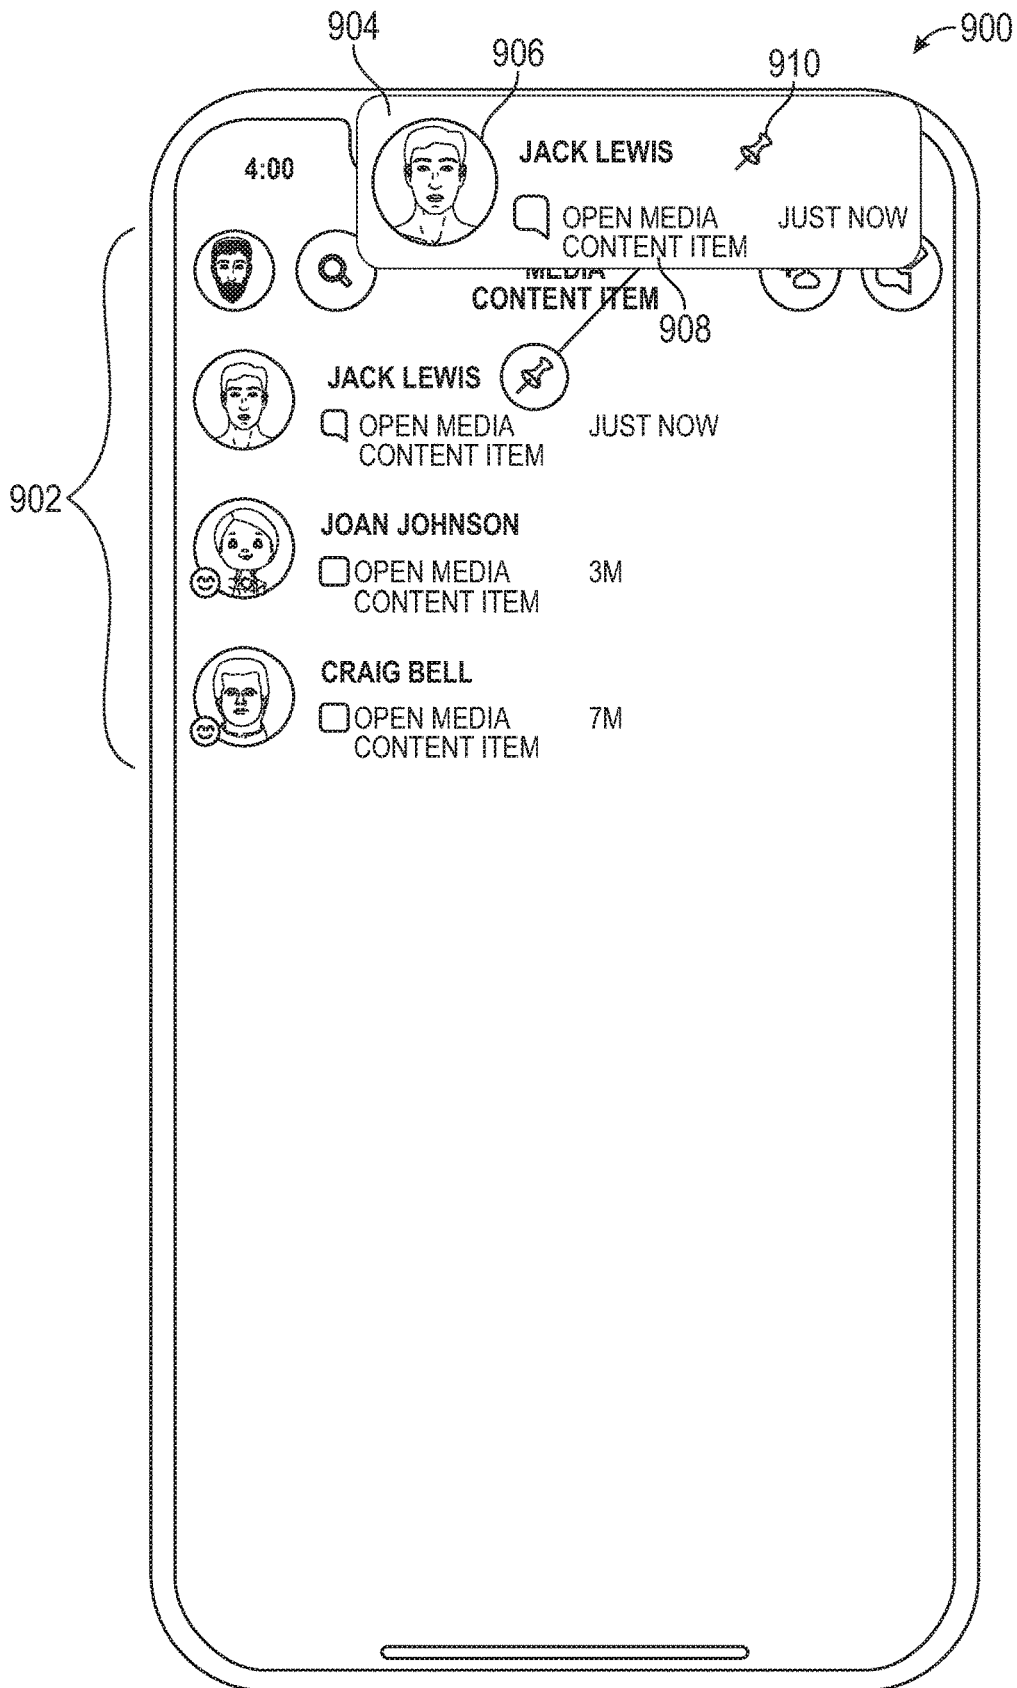 904
906
910
900
4:00
JACK LEWIS
OPEN MEDIA
CONTENT ITEM
JUST NOW
MEDIA
CONTENT ITEM
908
JACK LEWIS
OPEN MEDIA
CONTENT ITEM
JUST NOW
902
JOAN JOHNSON
OPEN MEDIA
CONTENT ITEM
3M
CRAIG BELL
OPEN MEDIA
CONTENT ITEM
7M